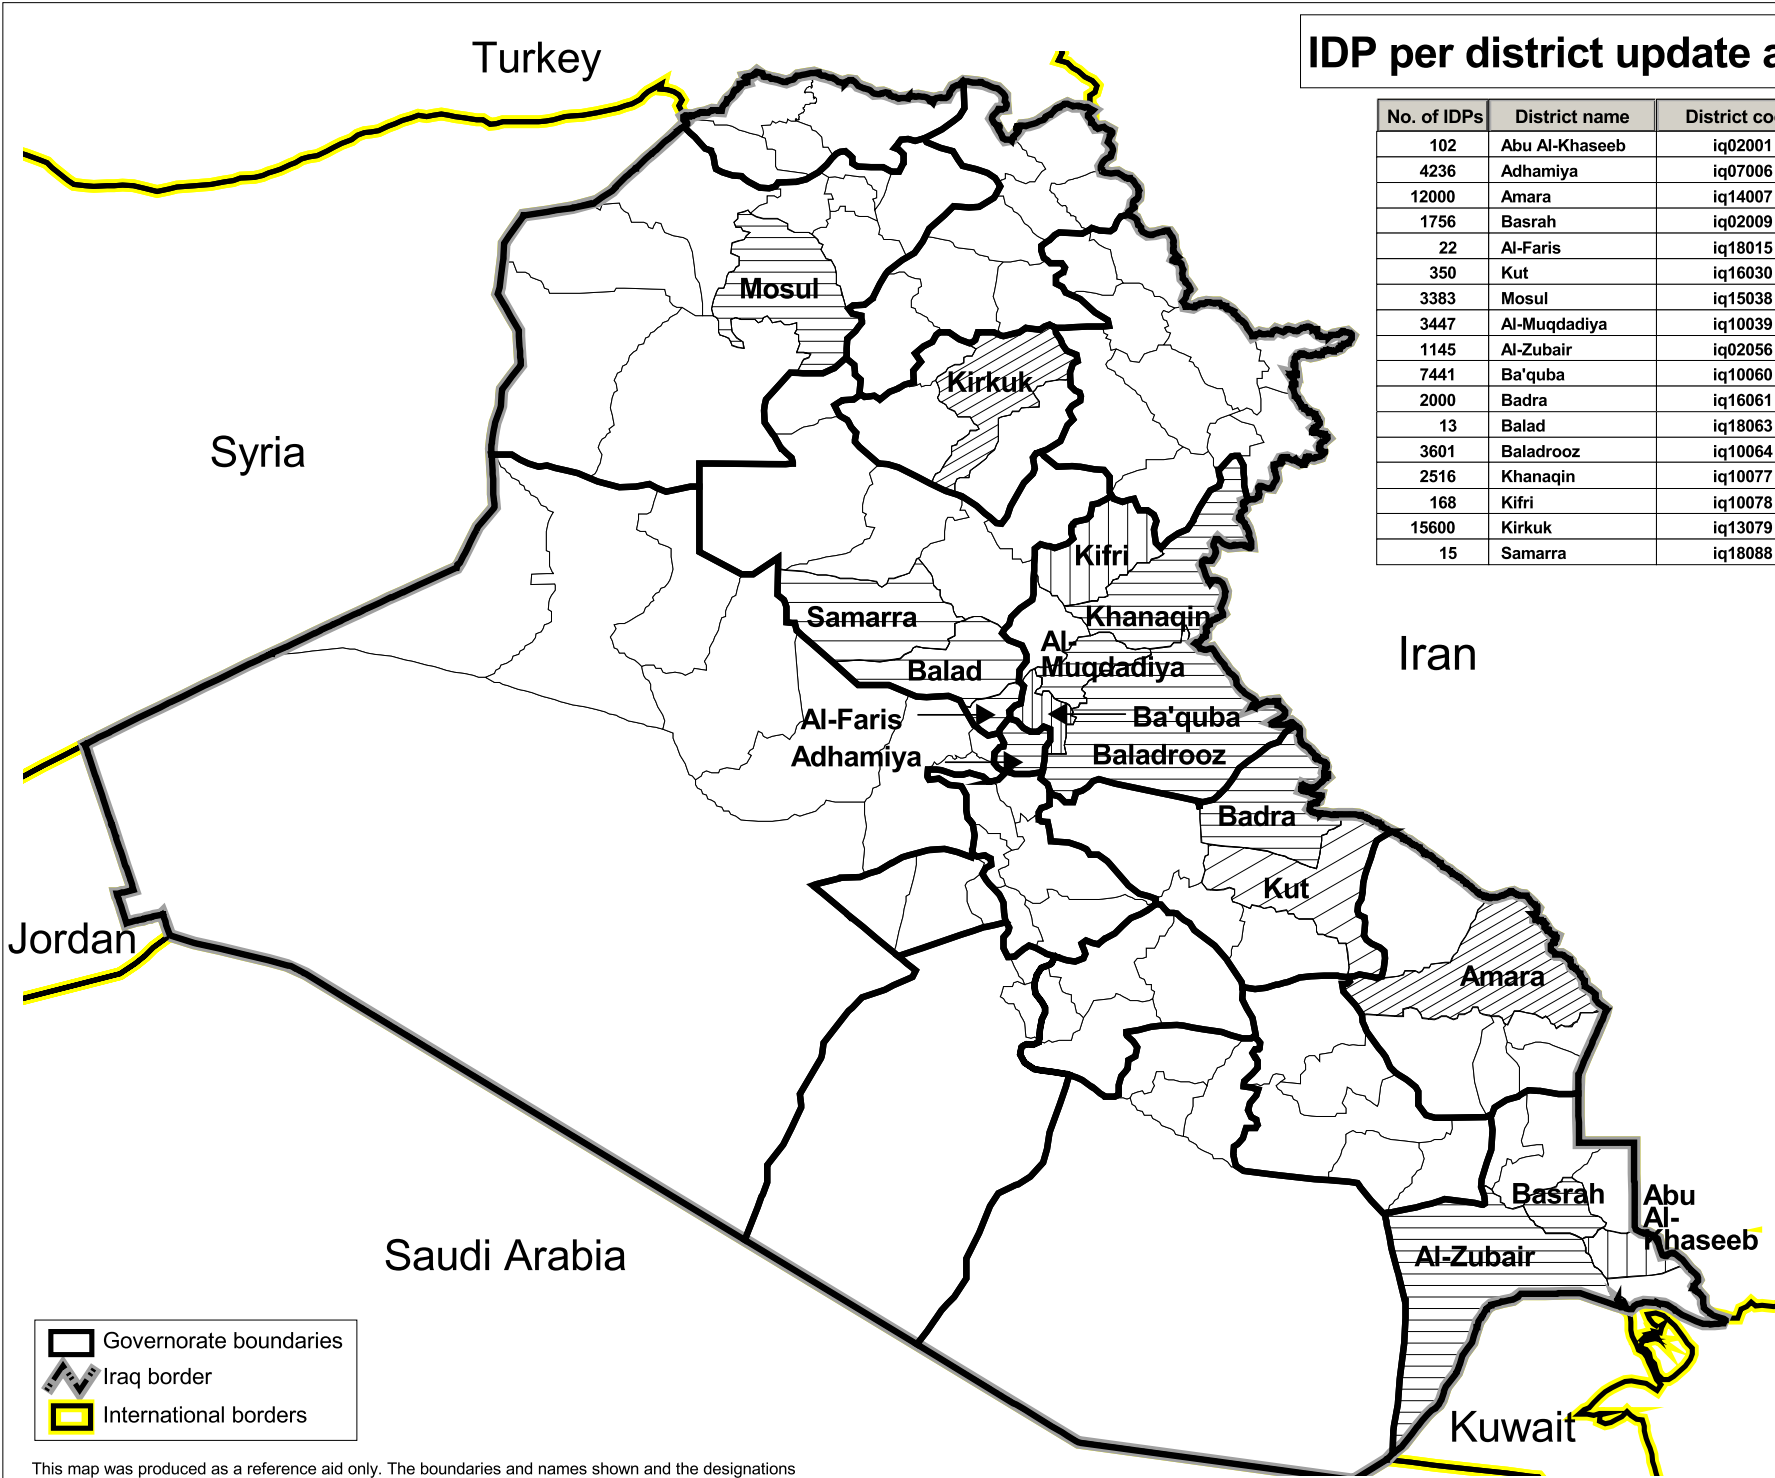 Turkey
IDP per district update a
No. of IDPs District name District co
102 Abu Al-Khaseeb iq02001
4236 Adhamiya iq07006
12000 Amara iq14007
1756 Basrah iq02009
22 Al-Faris iq18015
350 Kut iq16030
3383 Mosul iq15038
3447 Al-Muqdadiya iq10039
1145 Al-Zubair iq02056
7441 Ba'quba iq10060
2000 Badra iq16061
13 Balad iq18063
3601 Baladrooz iq10064
2516 Khanaqin iq10077
168 Kifri iq10078
15600 Kirkuk iq13079
15 Samarra iq18088
Mosul
Kirkuk
Syria
Kifri
Samarra
Khanaqin
Al-
Muqdadiya
Iran
Balad
Al-Faris
Ba'quba
Adhamiya
Baladrooz
Badra
Kut
Jordan
Amara
Basrah
Abu
Al-
Khaseeb
Saudi Arabia
Al-Zubair
Governorate boundaries
Iraq border
International borders
Kuwait
This map was produced as a reference aid only. The boundaries and names shown and the designations